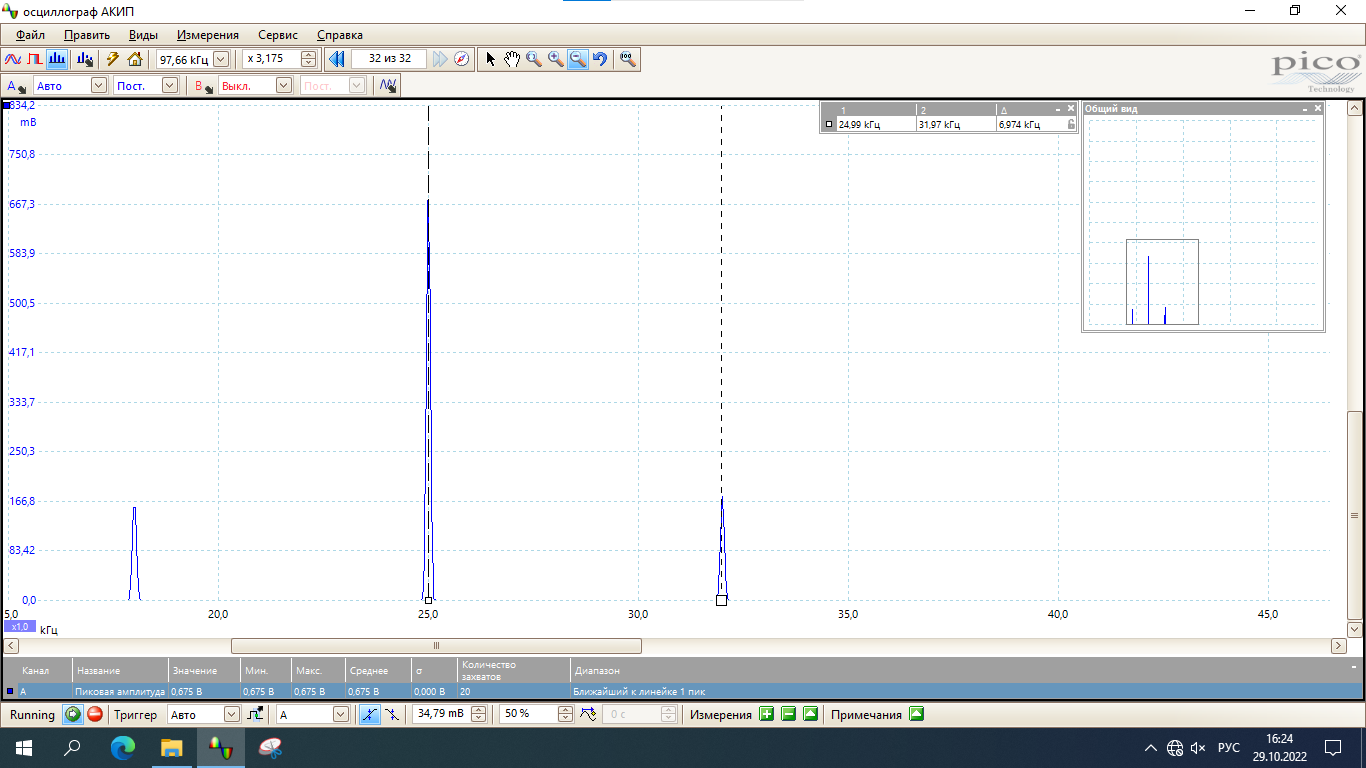 осциллограф АКИП
Файл Править Виды Измерения Сервис Справка
97,66 кГц x 3,175 32 из 32
pico
Technology
A Авто Пост. B Выкл. Пост.
834,2
mB
750,8
667,3
583,9
500,5
417,1
333,7
250,3
166,8
83,42
0,0
1 2 Δ
24,99 кГц 31,97 кГц 6,974 кГц
Общий вид
5,0 20,0 25,0 30,0 35,0 40,0 45,0
x1,0 кГц
Канал Название Значение Мин. Макс. Среднее σ Количество захватов Диапазон
A Пиковая амплитуда 0,675 В 0,675 В 0,675 В 0,675 В 0,000 В 20 Ближайший к линейке 1 пик
Running Триггер Авто A 34,79 mB 50 % 0 с Измерения Примечания
РУС
16:24
29.10.2022